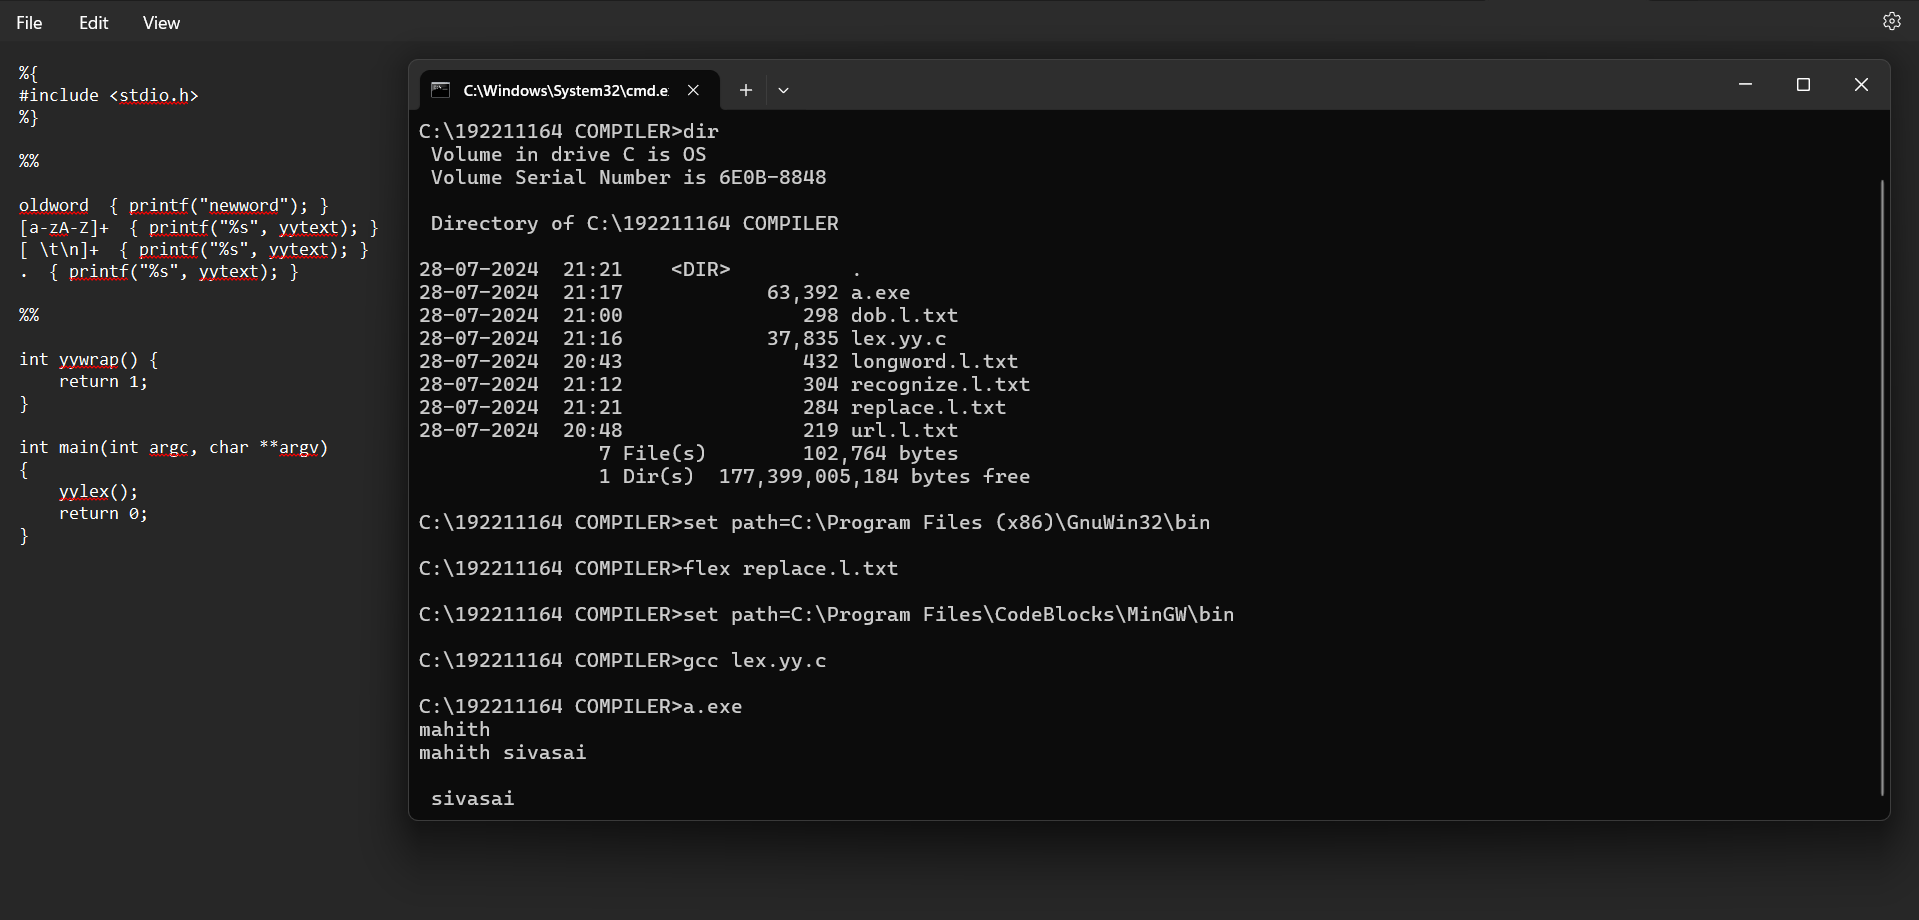 File Edit View
%{
#include <stdio.h>
%}
%%
oldword  { printf("newword"); }
[a-zA-Z]+  { printf("%s", yytext); }
[ \t\n]+  { printf("%s", yytext); }
.  { printf("%s", yytext); }
%%
int yywrap() {
    return 1;
}
int main(int argc, char **argv)
{
    yylex();
    return 0;
}
C:\Windows\System32\cmd.e
C:\192211164 COMPILER>dir
 Volume in drive C is OS
 Volume Serial Number is 6E0B-8848
 Directory of C:\192211164 COMPILER
28-07-2024  21:21    <DIR>          .
28-07-2024  21:17            63,392 a.exe
28-07-2024  21:00               298 dob.l.txt
28-07-2024  21:16            37,835 lex.yy.c
28-07-2024  20:43               432 longword.l.txt
28-07-2024  21:12               304 recognize.l.txt
28-07-2024  21:21               284 replace.l.txt
28-07-2024  20:48               219 url.l.txt
               7 File(s)        102,764 bytes
               1 Dir(s)  177,399,005,184 bytes free
C:\192211164 COMPILER>set path=C:\Program Files (x86)\GnuWin32\bin
C:\192211164 COMPILER>flex replace.l.txt
C:\192211164 COMPILER>set path=C:\Program Files\CodeBlocks\MinGW\bin
C:\192211164 COMPILER>gcc lex.yy.c
C:\192211164 COMPILER>a.exe
mahith
mahith sivasai
 sivasai